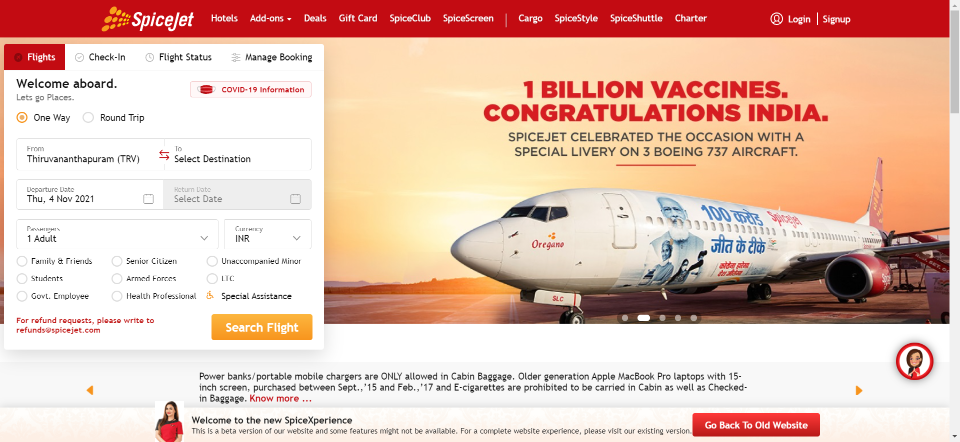 SpiceJet Hotels Add-ons Deals Gift Card SpiceClub SpiceScreen Cargo SpiceStyle SpiceShuttle Charter Login Signup
Flights Check-In Flight Status Manage Booking
Welcome aboard.
Lets go Places.
COVID-19 Information
One Way Round Trip
From
Thiruvananthapuram (TRV)
To
Select Destination
Departure Date
Thu, 4 Nov 2021
Return Date
Select Date
Passengers
1 Adult
Currency
INR
Family & Friends Senior Citizen Unaccompanied Minor
Students Armed Forces LTC
Govt. Employee Health Professional Special Assistance
For refund requests, please write to
refunds@spicejet.com
Search Flight
1 BILLION VACCINES.
CONGRATULATIONS INDIA.
SPICEJET CELEBRATED THE OCCASION WITH A
SPECIAL LIVERY ON 3 BOEING 737 AIRCRAFT.
Oregano
100 करोड़
जीत के टीके
SpiceJet
SLC
Power banks/portable mobile chargers are ONLY allowed in Cabin Baggage. Older generation Apple MacBook Pro laptops with 15-
inch screen, purchased between Sept.,'15 and Feb.,'17 and E-cigarettes are prohibited to be carried in Cabin as well as Checked-
in Baggage. Know more ...
Welcome to the new SpiceXperience
This is a beta version of our website and some features might not be available. For a complete website experience, please visit our existing version.
Go Back To Old Website